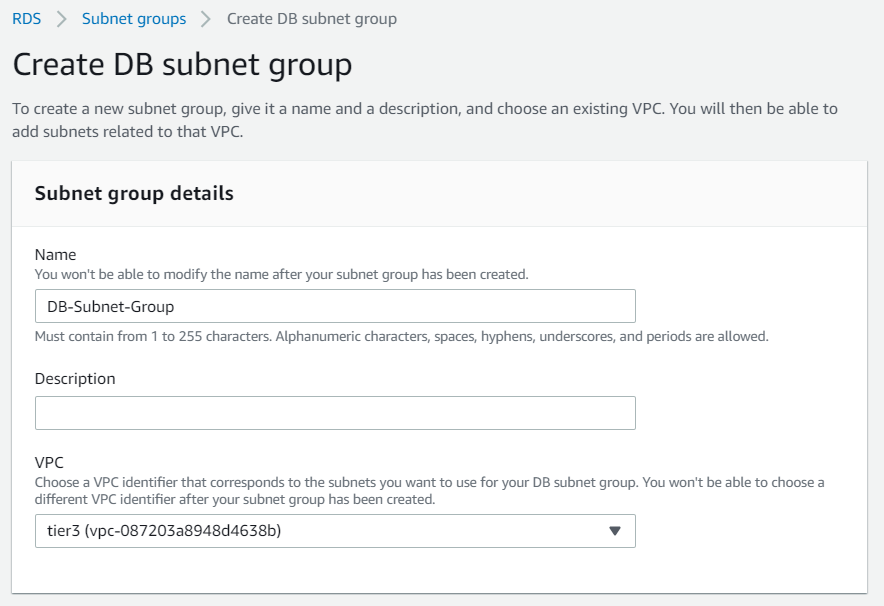 RDS > Subnet groups > Create DB subnet group
Create DB subnet group
To create a new subnet group, give it a name and a description, and choose an existing VPC. You will then be able to
add subnets related to that VPC.
Subnet group details
Name
You won't be able to modify the name after your subnet group has been created.
DB-Subnet-Group
Must contain from 1 to 255 characters. Alphanumeric characters, spaces, hyphens, underscores, and periods are allowed.
Description
VPC
Choose a VPC identifier that corresponds to the subnets you want to use for your DB subnet group. You won't be able to choose a
different VPC identifier after your subnet group has been created.
tier3 (vpc-087203a8948d4638b)